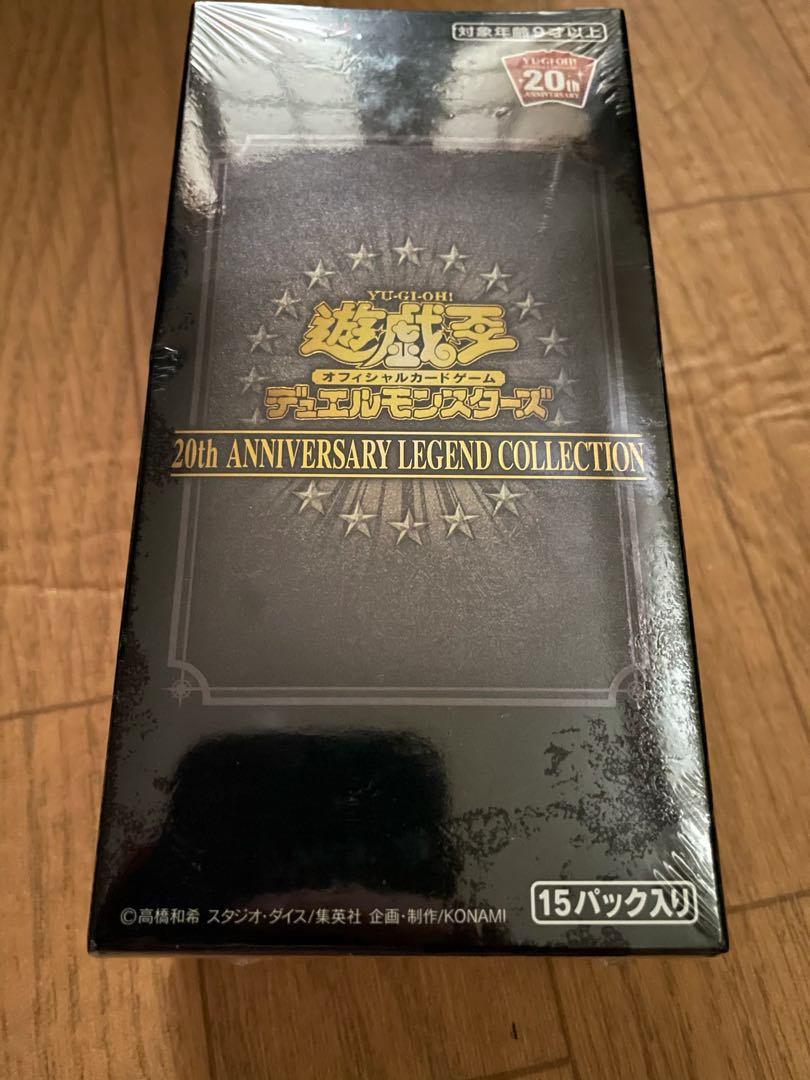 対象年齢9才以上
YU-GI-OH!
20th
ANNIVERSARY
YU-GI-OH!
遊戯王
オフィシャルカードゲーム
デュエルモンスターズ
20th ANNIVERSARY LEGEND COLLECTION
©高橋和希 スタジオ・ダイス/集英社 企画・制作/KONAMI
15パック入り